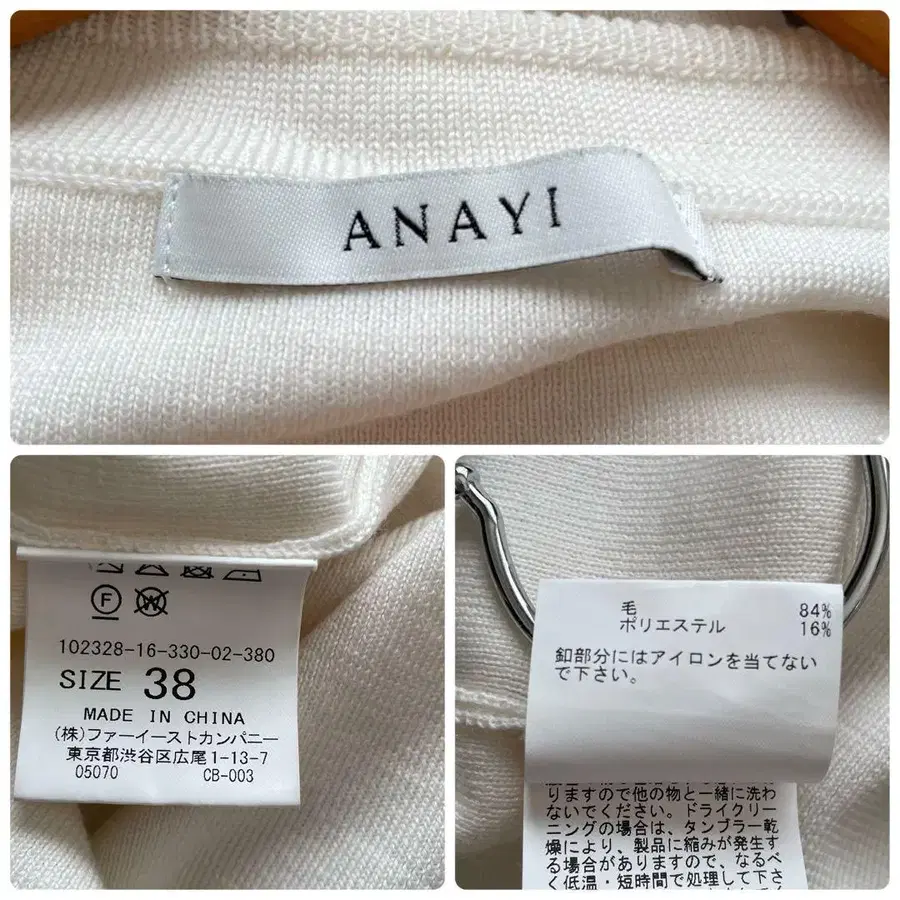 ANAYI
F W
102328-16-330-02-380
SIZE 38
MADE IN CHINA
(株)ファーイーストカンパニー
東京都渋谷区広尾1-13-7
05070 CB-003
毛 84%
ポリエステル 16%
釦部分にはアイロンを当てない
で下さい。
りますので他の物と一緒に洗わ
ないでください。ドライクリー
ニングの場合は、タンブラー乾
燥により、製品に縮みが発生す
る場合がありますので、なるべ
く低温・短時間で処理して下さ